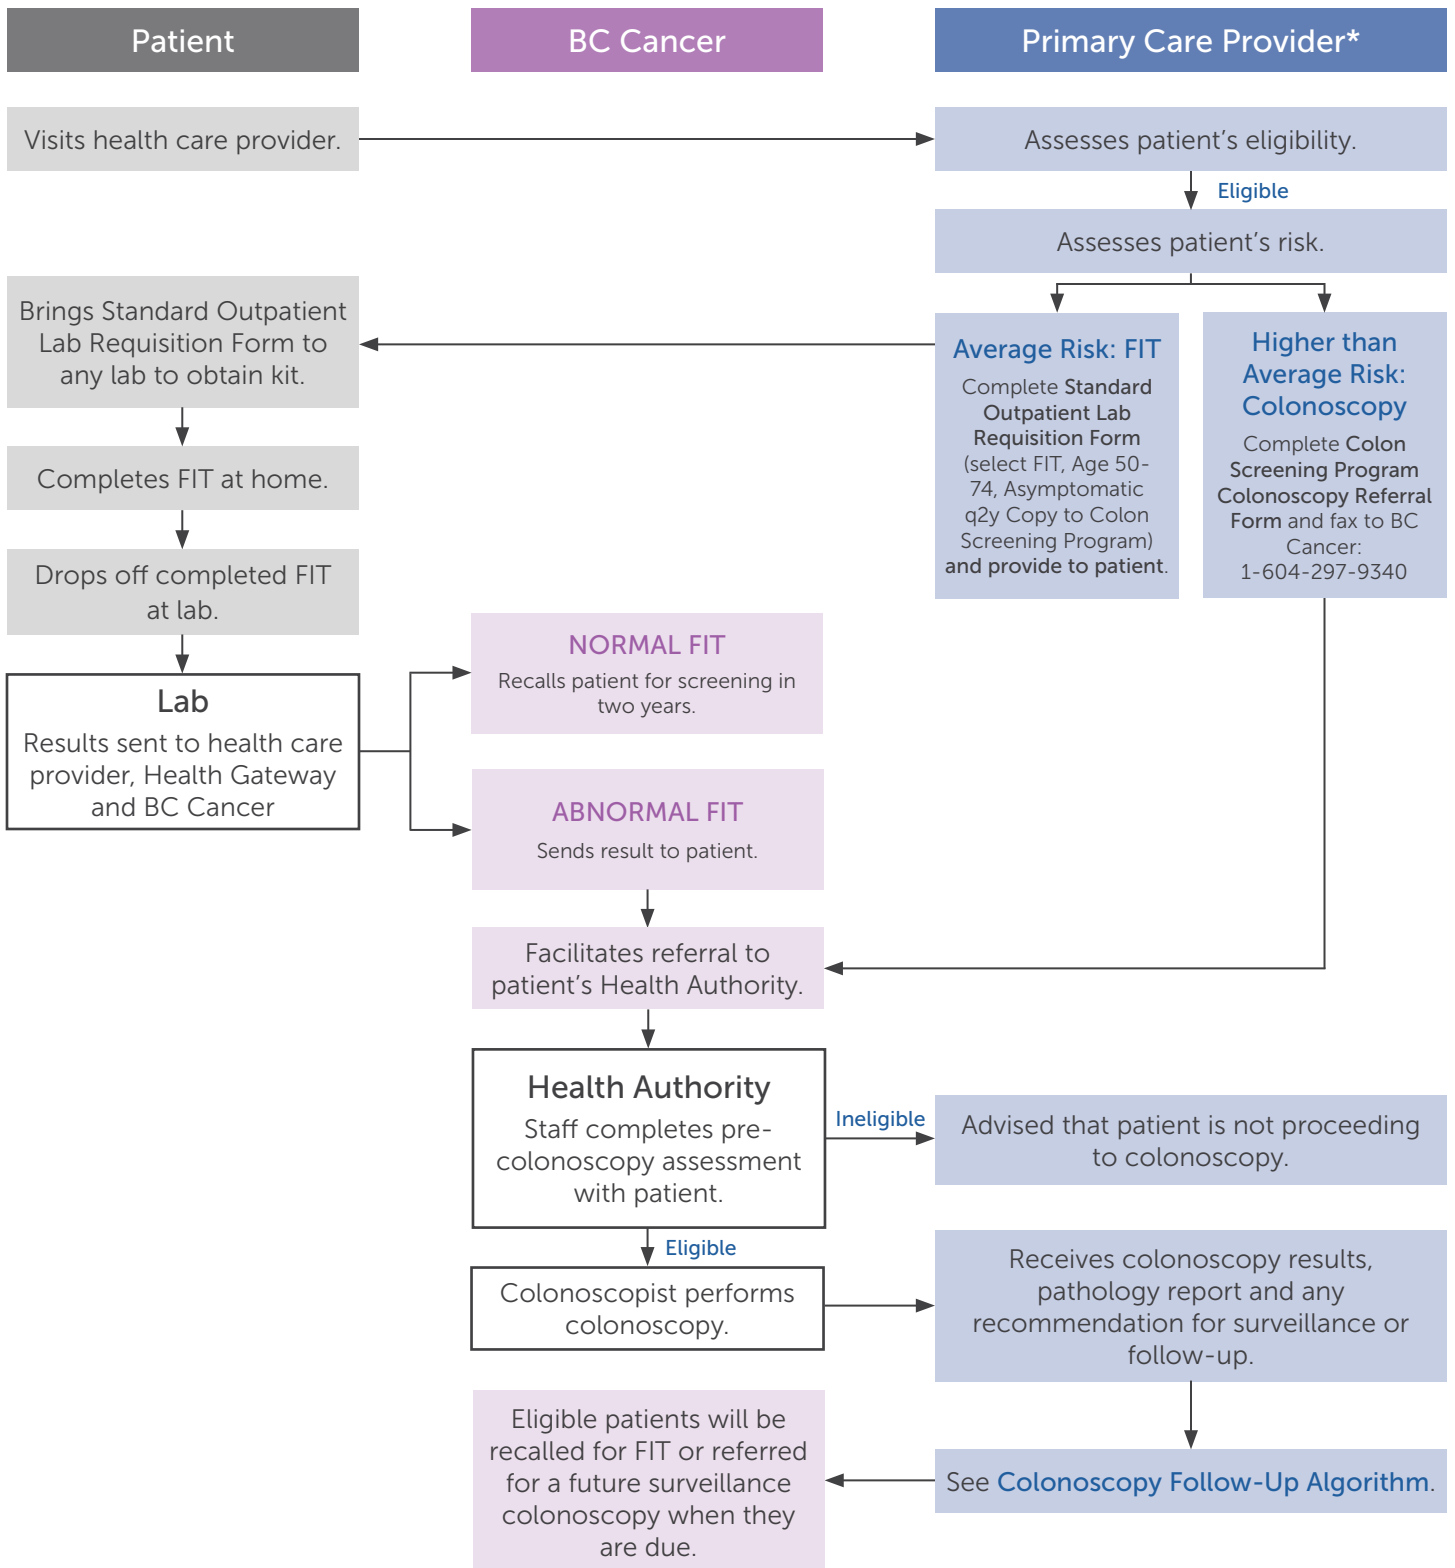 Patient
BC Cancer
Primary Care Provider*
Visits health care provider.
Assesses patient's eligibility.
Eligible
Assesses patient's risk.
Brings Standard Outpatient
Lab Requisition Form to
any lab to obtain kit.
Average Risk: FIT
Complete Standard
Outpatient Lab
Requisition Form
(select FIT, Age 50-
74, Asymptomatic
q2y Copy to Colon
Screening Program)
and provide to patient.
Higher than
Average Risk:
Colonoscopy
Complete Colon
Screening Program
Colonoscopy Referral
Form and fax to BC
Cancer:
1-604-297-9340
Completes FIT at home.
Drops off completed FIT
at lab.
Lab
Results sent to health care
provider, Health Gateway
and BC Cancer
NORMAL FIT
Recalls patient for screening in
two years.
ABNORMAL FIT
Sends result to patient.
Facilitates referral to
patient's Health Authority.
Health Authority
Staff completes pre-
colonoscopy assessment
with patient.
Ineligible
Advised that patient is not proceeding
to colonoscopy.
Eligible
Colonoscopist performs
colonoscopy.
Receives colonoscopy results,
pathology report and any
recommendation for surveillance or
follow-up.
See Colonoscopy Follow-Up Algorithm.
Eligible patients will be
recalled for FIT or referred
for a future surveillance
colonoscopy when they
are due.